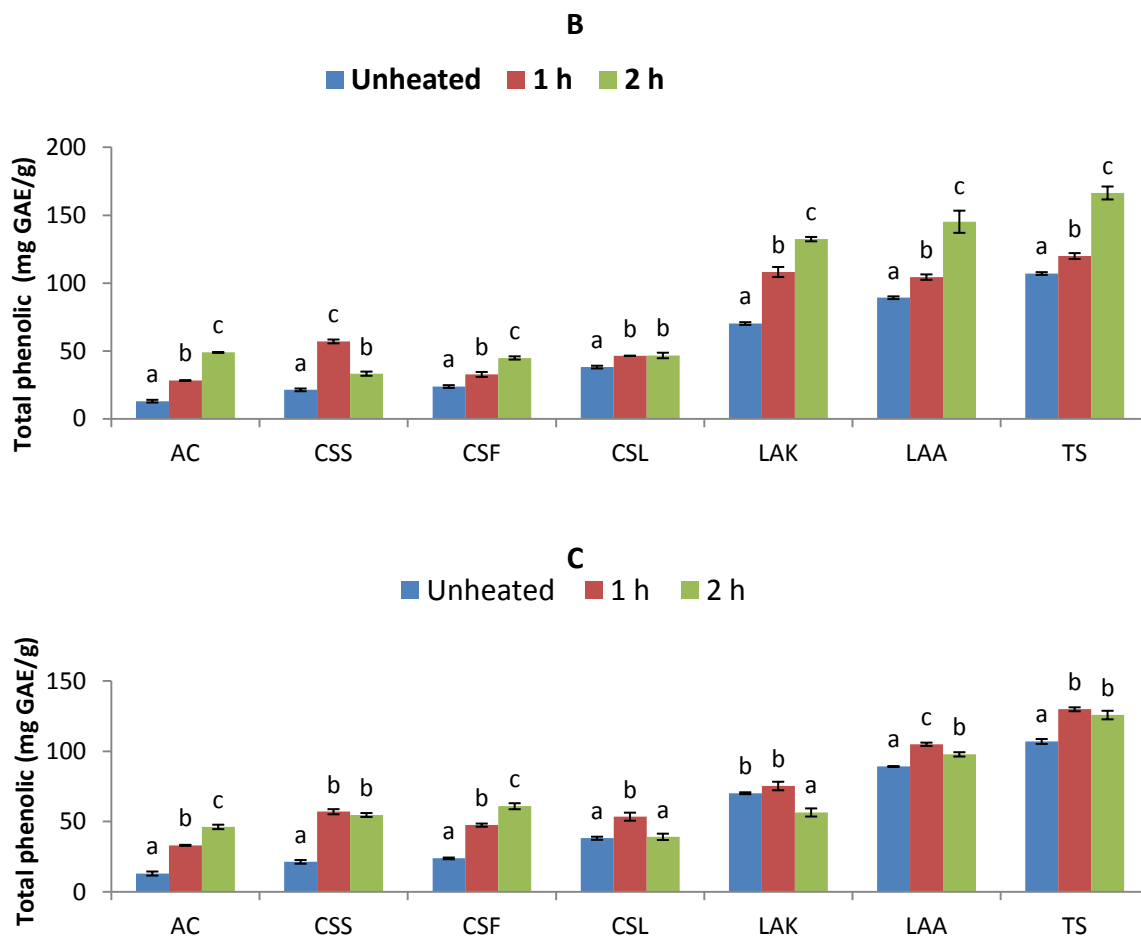 B
Unheated 1 h 2 h
Total phenolic (mg GAE/g)
200
150
100
50
0
a b c a c b a b c a b b a b c a b c a b c
AC CSS CSF CSL LAK LAA TS
C
Unheated 1 h 2 h
Total phenolic (mg GAE/g)
150
100
50
0
a b c a b b a b c a b a b b a a c b a b b
AC CSS CSF CSL LAK LAA TS